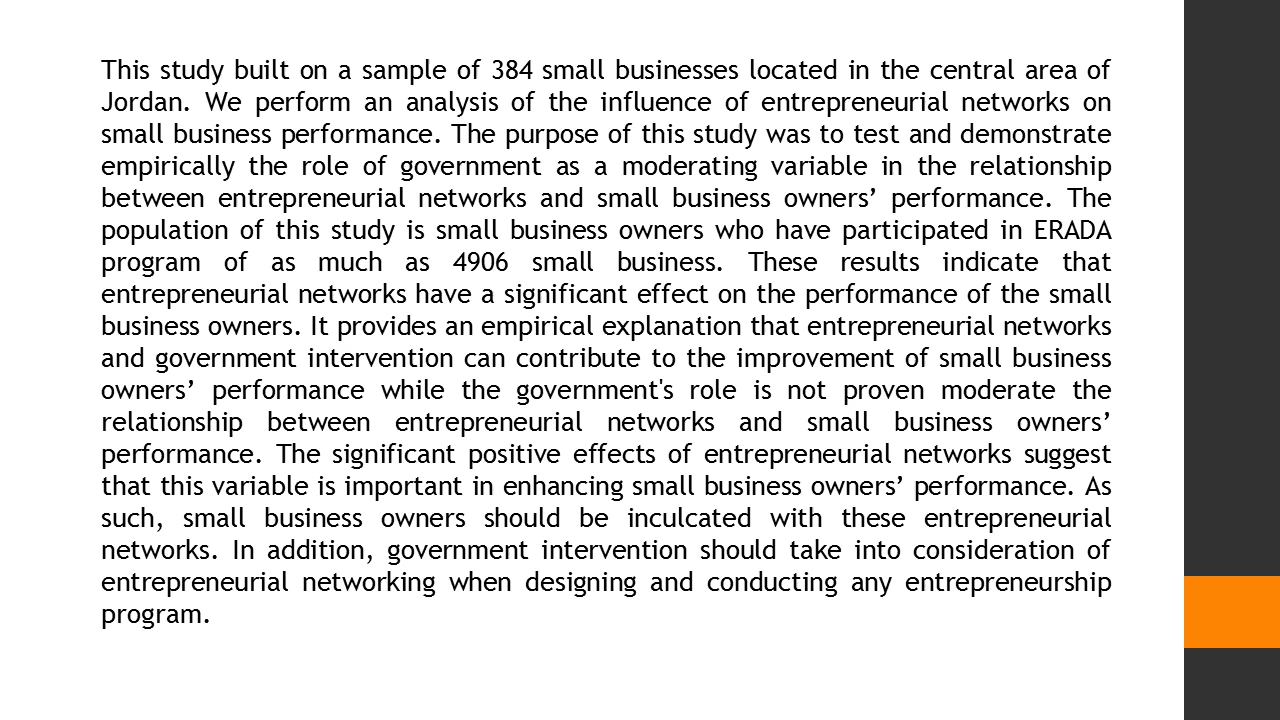 This study built on a sample of 384 small businesses located in the central area of
Jordan. We perform an analysis of the influence of entrepreneurial networks on
small business performance. The purpose of this study was to test and demonstrate
empirically the role of government as a moderating variable in the relationship
between entrepreneurial networks and small business owners’ performance. The
population of this study is small business owners who have participated in ERADA
program of as much as 4906 small business. These results indicate that
entrepreneurial networks have a significant effect on the performance of the small
business owners. It provides an empirical explanation that entrepreneurial networks
and government intervention can contribute to the improvement of small business
owners’ performance while the government's role is not proven moderate the
relationship between entrepreneurial networks and small business owners’
performance. The significant positive effects of entrepreneurial networks suggest
that this variable is important in enhancing small business owners’ performance. As
such, small business owners should be inculcated with these entrepreneurial
networks. In addition, government intervention should take into consideration of
entrepreneurial networking when designing and conducting any entrepreneurship
program.